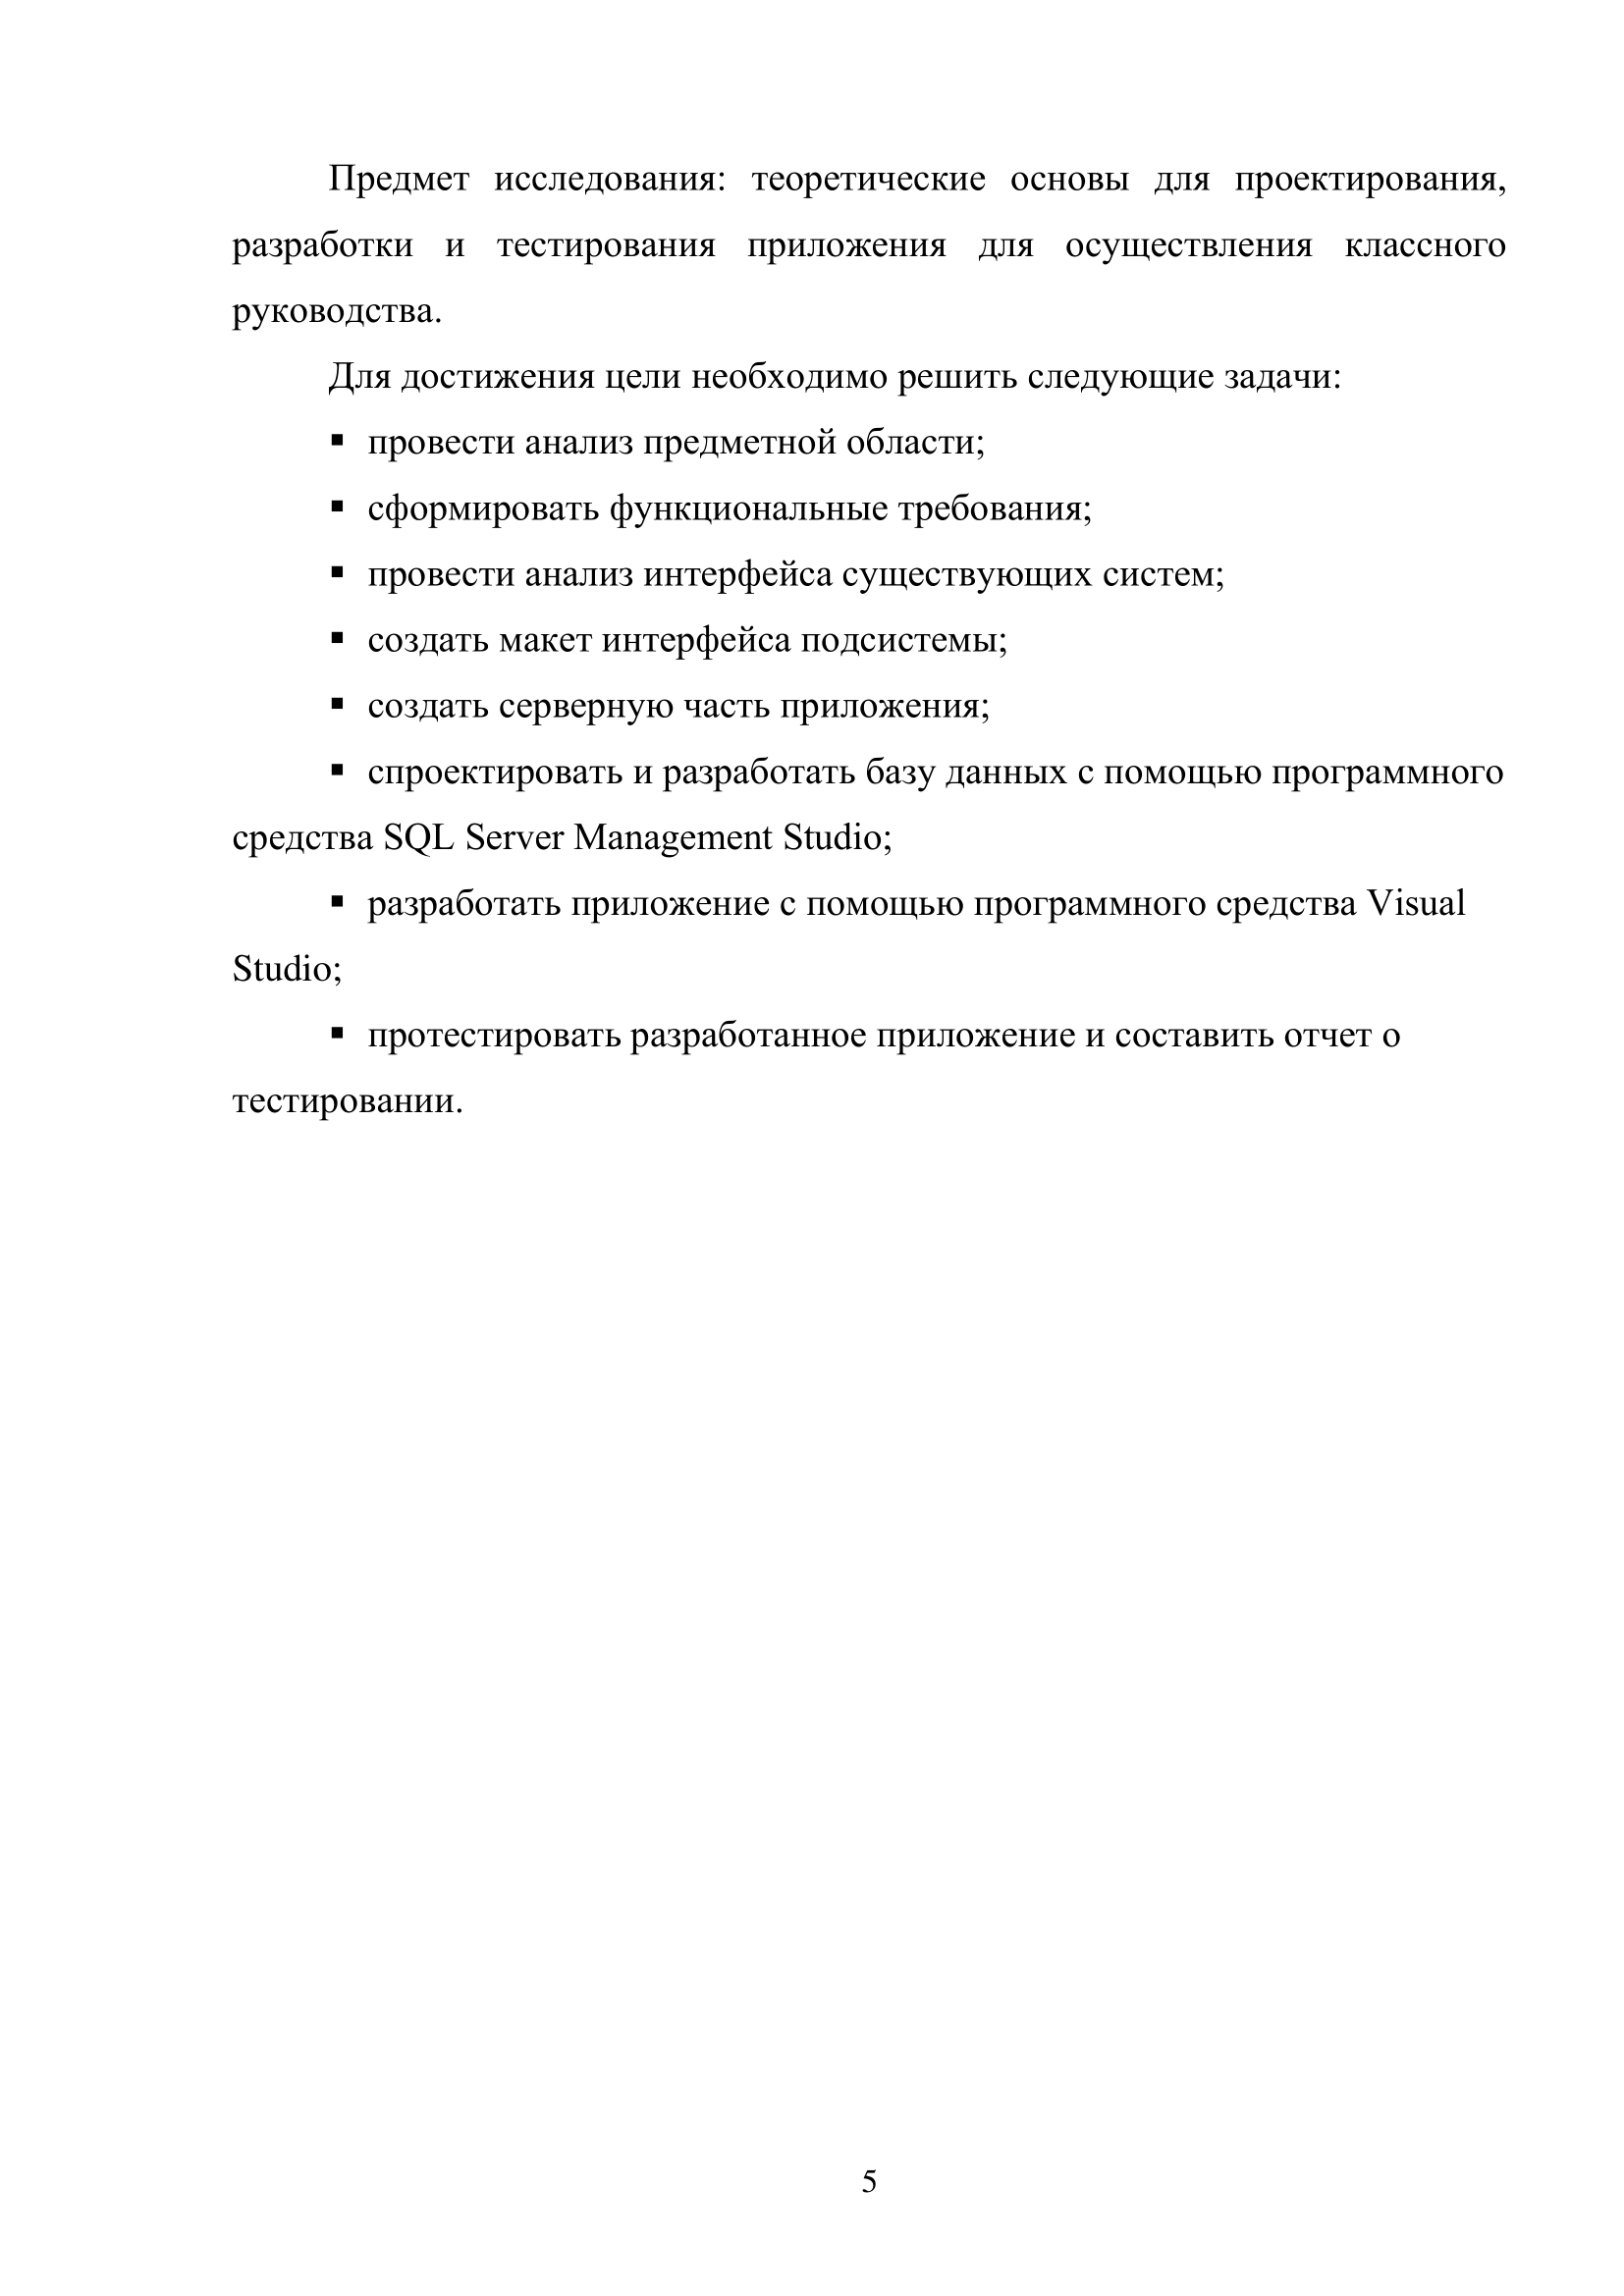 Предмет исследования: теоретические основы для проектирования,
разработки и тестирования приложения для осуществления классного
руководства.
Для достижения цели необходимо решить следующие задачи:
▪ провести анализ предметной области;
▪ сформировать функциональные требования;
▪ провести анализ интерфейса существующих систем;
▪ создать макет интерфейса подсистемы;
▪ создать серверную часть приложения;
▪ спроектировать и разработать базу данных с помощью программного
средства SQL Server Management Studio;
▪ разработать приложение с помощью программного средства Visual
Studio;
▪ протестировать разработанное приложение и составить отчет о
тестировании.
5